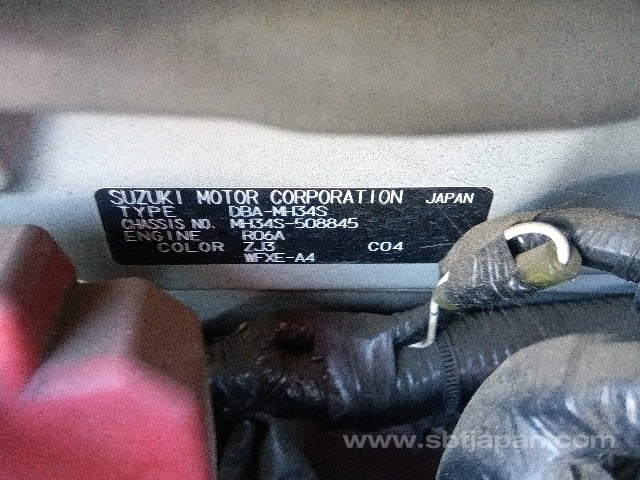 SUZUKI MOTOR CORPORATION JAPAN
TYPE DBA-MH34S
CHASSIS NO. MH34S-508845
ENGINE R06A
COLOR ZJ3 C04
WFXE-A4
www.sbtjapan.com